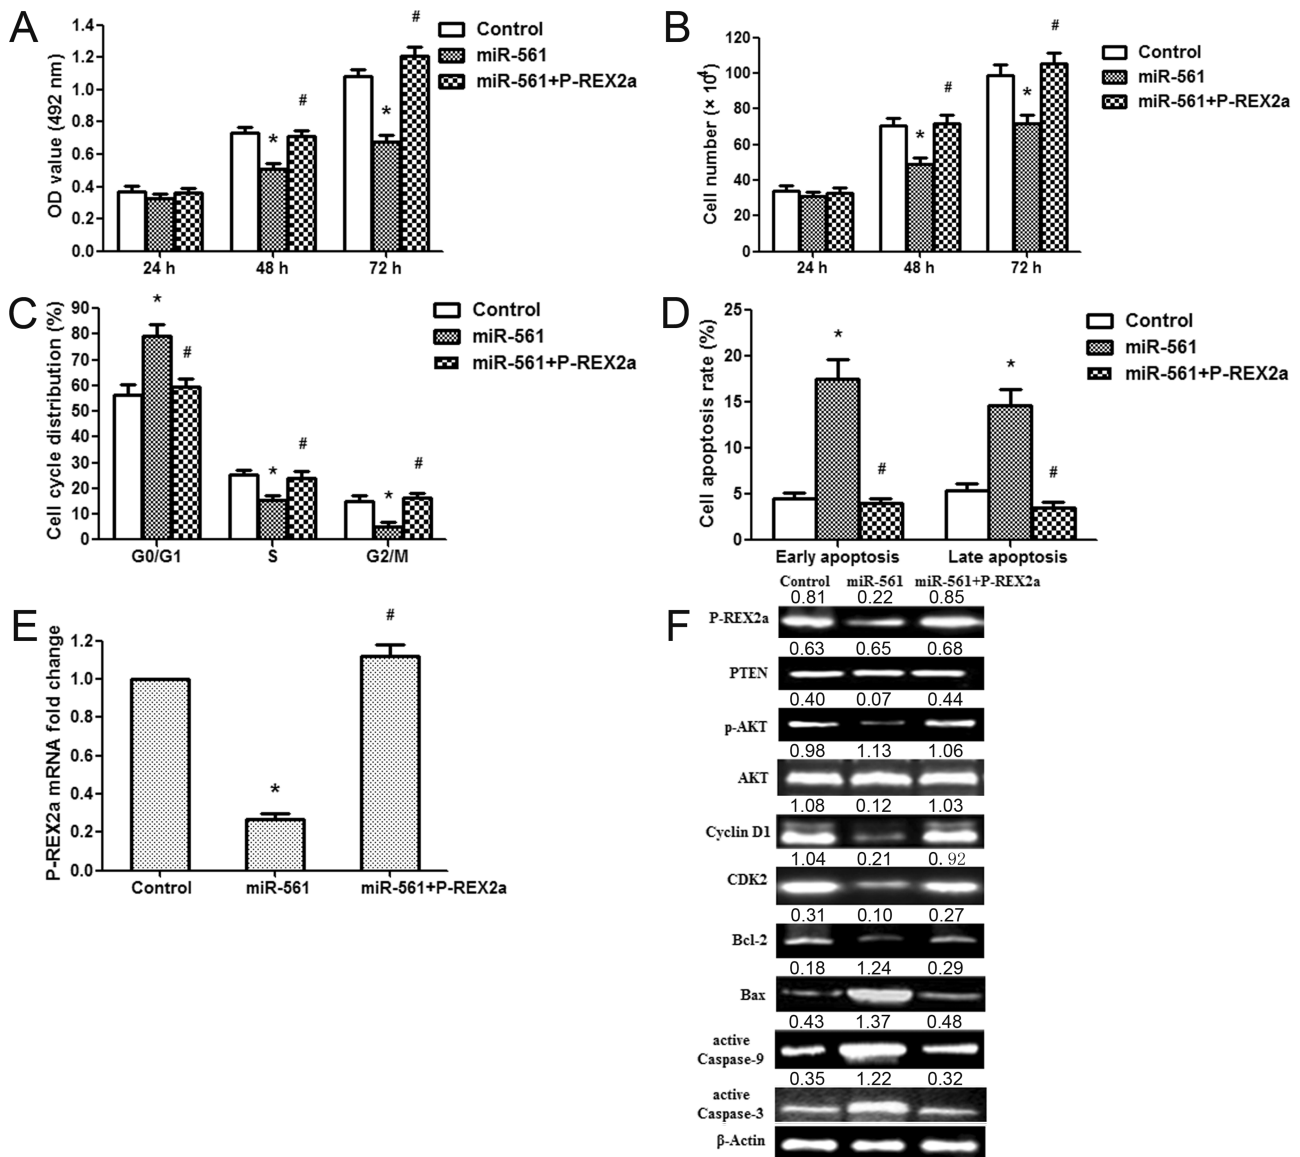 A
OD value (492 nm)
1.4
1.2
1.0
0.8
0.6
0.4
0.2
0.0
Control
miR-561
miR-561+P-REX2a
* # * #
24 h 48 h 72 h
B
Cell number (× 10⁴)
120
100
80
60
40
20
0
Control
miR-561
miR-561+P-REX2a
* # * #
24 h 48 h 72 h
C
Cell cycle distribution (%)
90
80
70
60
50
40
30
20
10
0
Control
miR-561
miR-561+P-REX2a
* # * # * #
G0/G1 S G2/M
D
Cell apoptosis rate (%)
25
20
15
10
5
0
Control
miR-561
miR-561+P-REX2a
* # * #
Early apoptosis Late apoptosis
E
P-REX2a mRNA fold change
1.2
1.0
0.8
0.6
0.4
0.2
0.0
* #
Control miR-561 miR-561+P-REX2a
F
Control miR-561 miR-561+P-REX2a
0.81 0.22 0.85
P-REX2a
0.63 0.65 0.68
PTEN
0.40 0.07 0.44
p-AKT
0.98 1.13 1.06
AKT
1.08 0.12 1.03
Cyclin D1
1.04 0.21 0.92
CDK2
0.31 0.10 0.27
Bcl-2
0.18 1.24 0.29
Bax
0.43 1.37 0.48
active
Caspase-9
0.35 1.22 0.32
active
Caspase-3
β-Actin